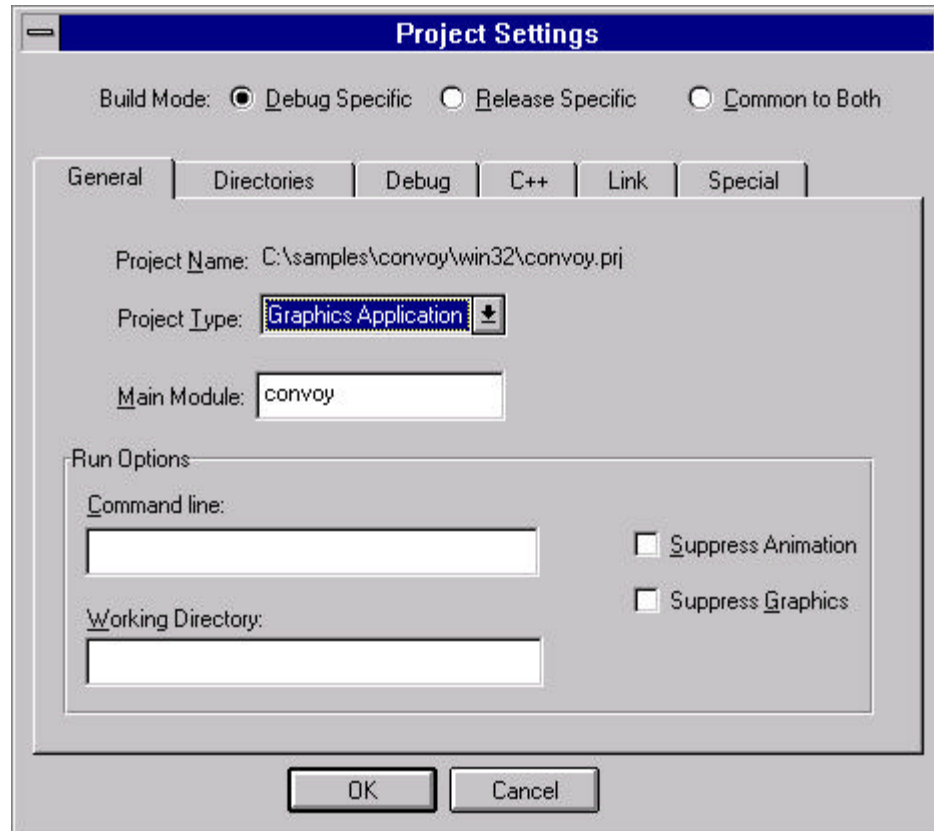 Project Settings
Build Mode: Debug Specific Release Specific Common to Both
General Directories Debug C++ Link Special
Project Name: C:\samples\convoy\win32\convoy.prj
Project Type: Graphics Application
Main Module: convoy
Run Options
Command line:
Suppress Animation
Suppress Graphics
Working Directory:
OK Cancel